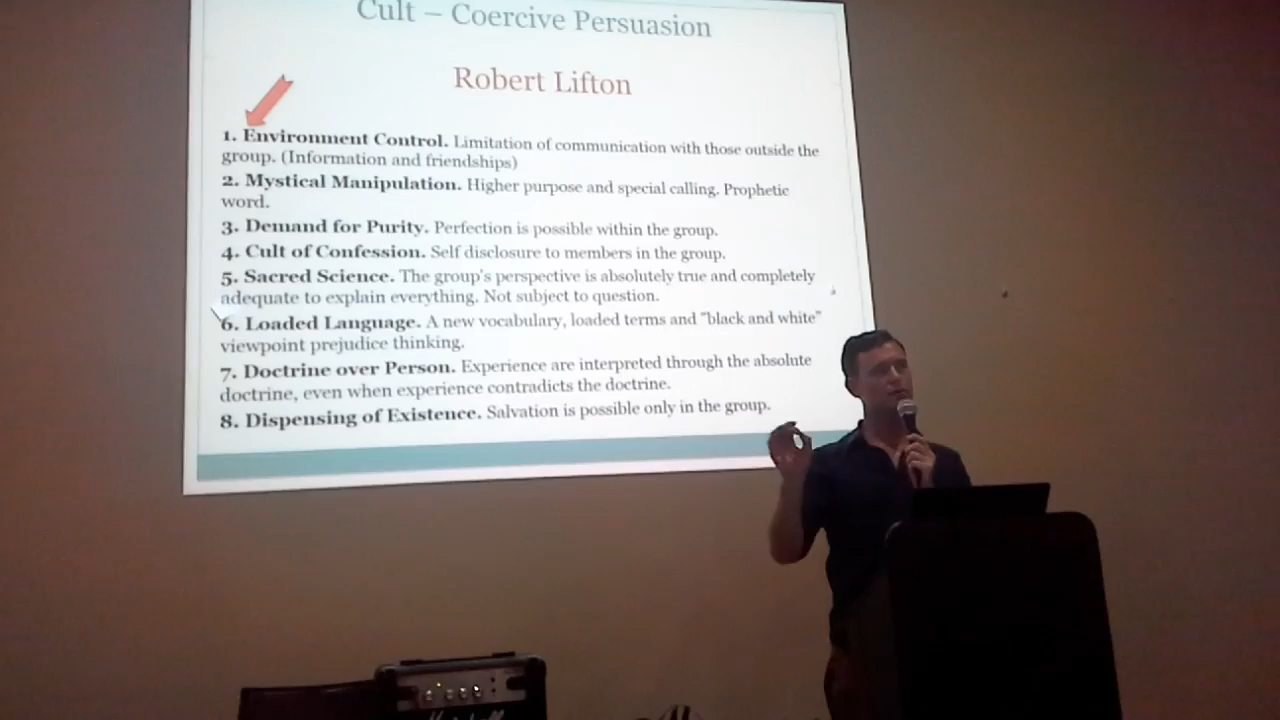 Cult – Coercive Persuasion
Robert Lifton
1. Environment Control. Limitation of communication with those outside the
group. (Information and friendships)
2. Mystical Manipulation. Higher purpose and special calling. Prophetic
word.
3. Demand for Purity. Perfection is possible within the group.
4. Cult of Confession. Self disclosure to members in the group.
5. Sacred Science. The group's perspective is absolutely true and completely
adequate to explain everything. Not subject to question.
6. Loaded Language. A new vocabulary, loaded terms and "black and white"
viewpoint prejudice thinking.
7. Doctrine over Person. Experience are interpreted through the absolute
doctrine, even when experience contradicts the doctrine.
8. Dispensing of Existence. Salvation is possible only in the group.